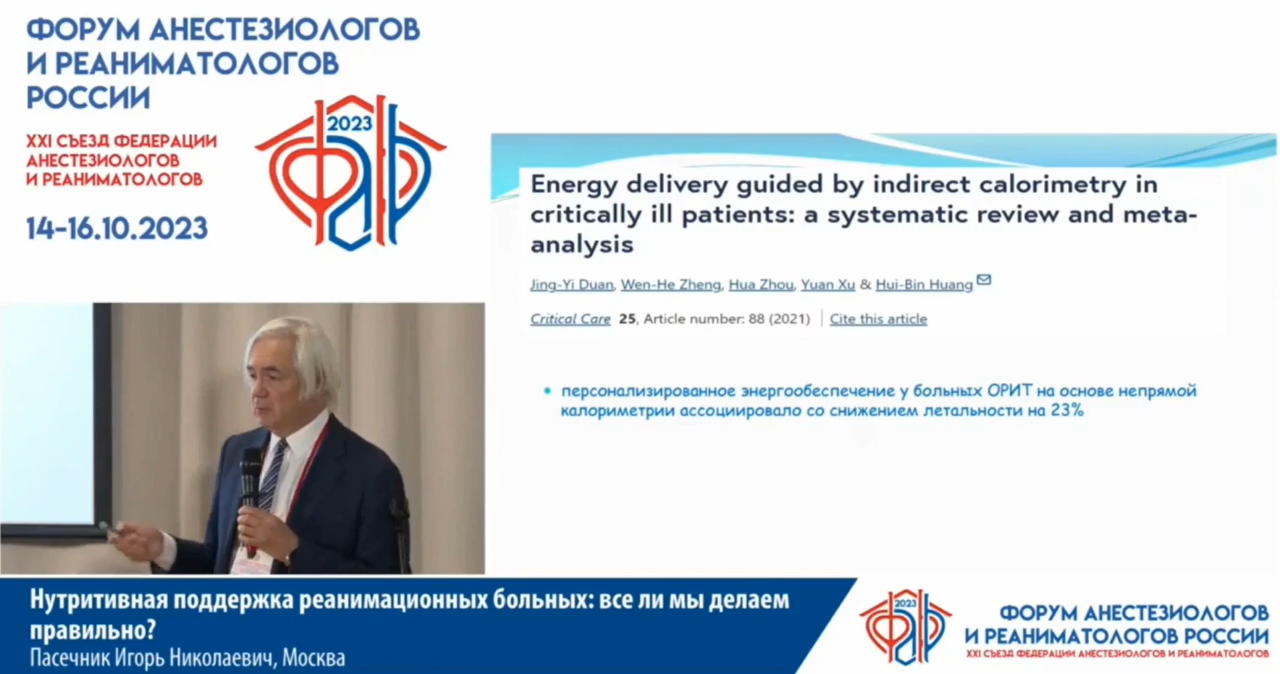 ФОРУМ АНЕСТЕЗИОЛОГОВ
И РЕАНИМАТОЛОГОВ
РОССИИ
XXI СЪЕЗД ФЕДЕРАЦИИ
АНЕСТЕЗИОЛОГОВ
И РЕАНИМАТОЛОГОВ
14-16.10.2023
2023
Energy delivery guided by indirect calorimetry in
critically ill patients: a systematic review and meta-
analysis
Jing-Yi Duan, Wen-He Zheng, Hua Zhou, Yuan Xu & Hui-Bin Huang
Critical Care 25, Article number: 88 (2021) Cite this article
• персонализированное энергообеспечение у больных ОРИТ на основе непрямой
калориметрии ассоциировало со снижением летальности на 23%
Нутритивная поддержка реанимационных больных: все ли мы делаем
правильно?
Пасечник Игорь Николаевич, Москва
2023
ФОРУМ АНЕСТЕЗИОЛОГОВ
И РЕАНИМАТОЛОГОВ РОССИИ
XXI СЪЕЗД ФЕДЕРАЦИИ АНЕСТЕЗИОЛОГОВ И РЕАНИМАТОЛОГОВ